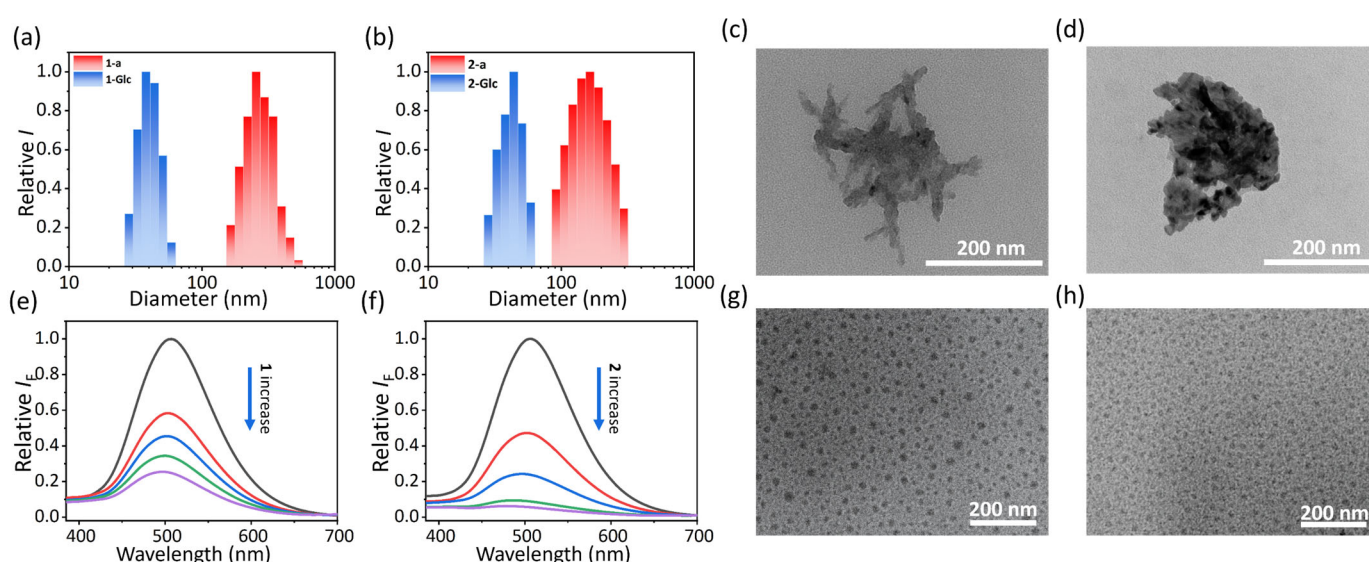 (a)
1-a
1-Glc
1.0
0.8
0.6
0.4
0.2
0.0
Relative I
10
100
1000
Diameter (nm)
(b)
2-a
2-Glc
1.0
0.8
0.6
0.4
0.2
0.0
Relative I
10
100
1000
Diameter (nm)
(c)
200 nm
(d)
200 nm
(e)
1.0
0.8
0.6
0.4
0.2
0.0
Relative IF
1 increase
400
500
600
700
Wavelength (nm)
(f)
1.0
0.8
0.6
0.4
0.2
0.0
Relative IF
2 increase
400
500
600
700
Wavelength (nm)
(g)
200 nm
(h)
200 nm